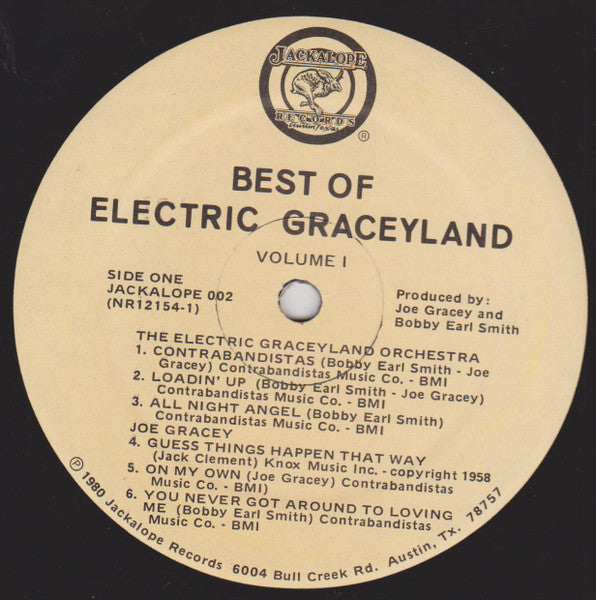 JACKALOPE
RECORDS
Austin, Texas
®
BEST OF
ELECTRIC GRACEYLAND
VOLUME I
SIDE ONE
JACKALOPE 002
(NR12154-1)
Produced by:
Joe Gracey and
Bobby Earl Smith
THE ELECTRIC GRACEYLAND ORCHESTRA
1. CONTRABANDISTAS (Bobby Earl Smith - Joe
Gracey) Contrabandistas Music Co. - BMI
2. LOADIN' UP (Bobby Earl Smith - Joe Gracey)
Contrabandistas Music Co. - BMI
3. ALL NIGHT ANGEL (Bobby Earl Smith)
Contrabandistas Music Co. - BMI
JOE GRACEY
4. GUESS THINGS HAPPEN THAT WAY
(Jack Clement) Knox Music Inc. - copyright 1958
5. ON MY OWN (Joe Gracey) Contrabandistas
Music Co. - BMI)
6. YOU NEVER GOT AROUND TO LOVING
ME (Bobby Earl Smith) Contrabandistas
Music Co. - BMI
℗ 1980 Jackalope Records 6004 Bull Creek Rd. Austin, Tx. 78757